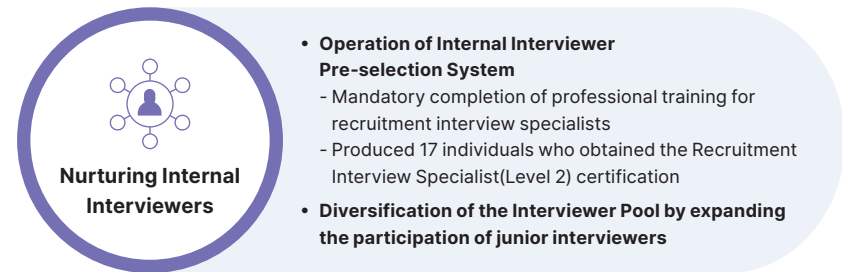 Nurturing Internal
Interviewers
• Operation of Internal Interviewer
Pre-selection System
- Mandatory completion of professional training for
recruitment interview specialists
- Produced 17 individuals who obtained the Recruitment
Interview Specialist(Level 2) certification
• Diversification of the Interviewer Pool by expanding
the participation of junior interviewers